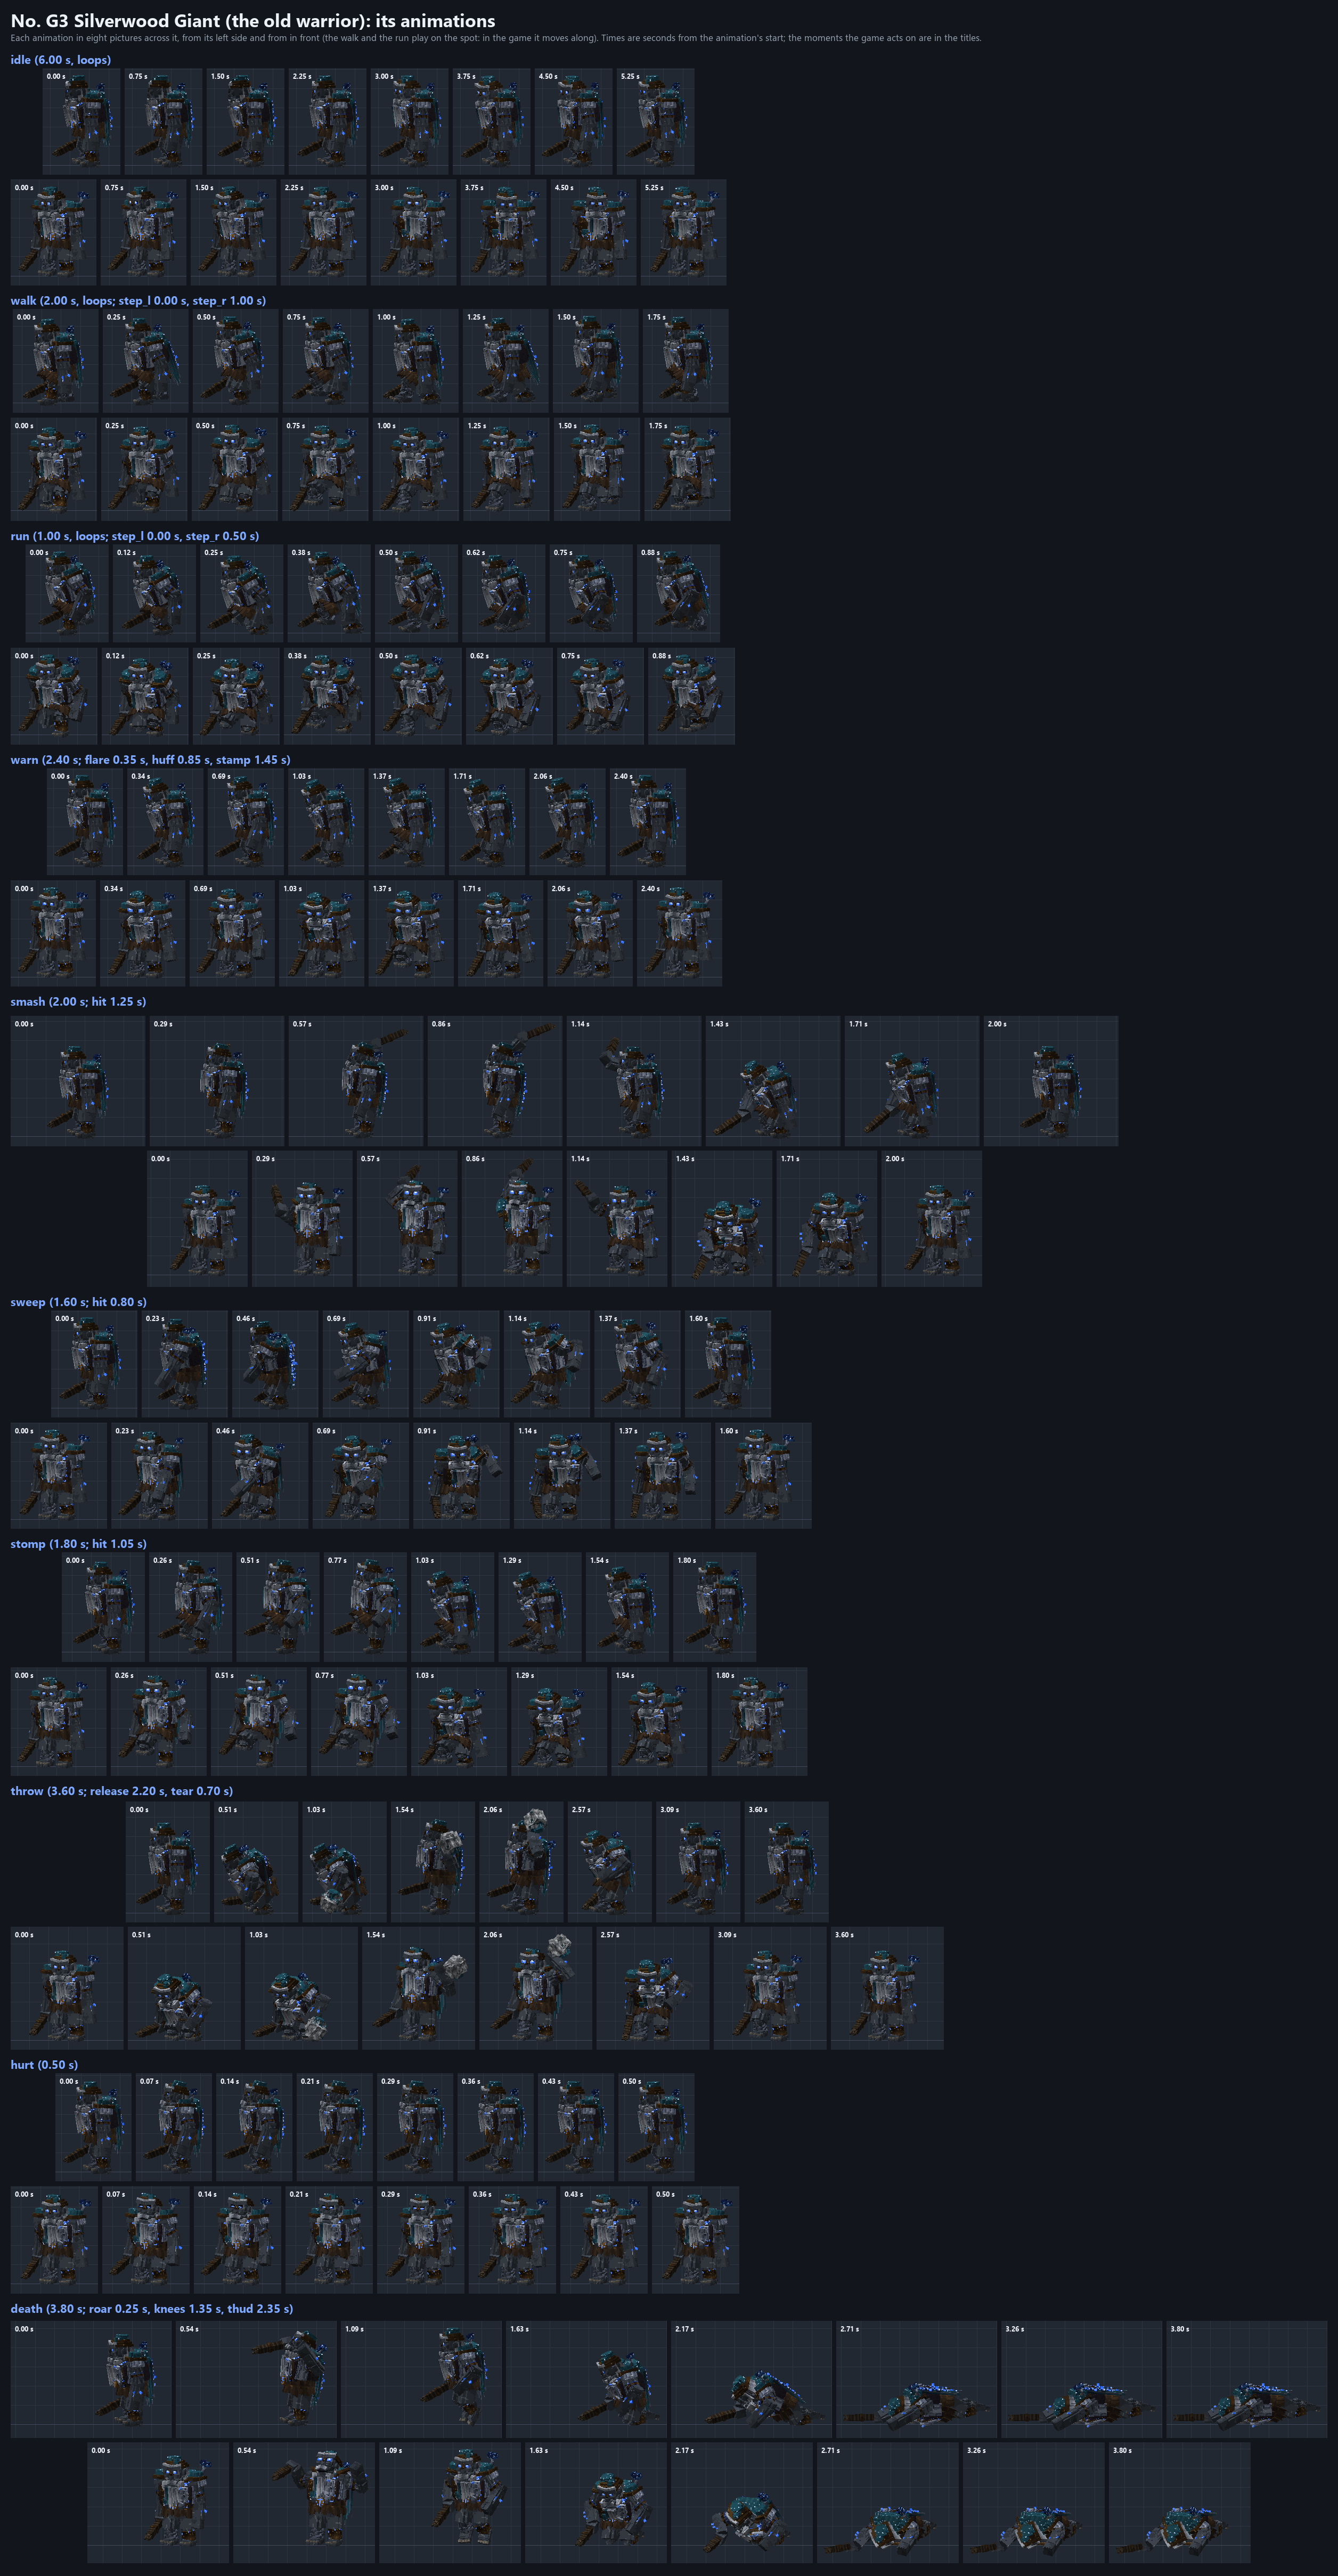 No. G3 Silverwood Giant (the old warrior): its animations
Each animation in eight pictures across it, from its left side and from in front (the walk and the run play on the spot: in the game it moves along). Times are seconds from the animation's start; the moments the game acts on are in the titles.
idle (6.00 s, loops)
0.00 s 0.75 s 1.50 s 2.25 s 3.00 s 3.75 s 4.50 s 5.25 s
0.00 s 0.75 s 1.50 s 2.25 s 3.00 s 3.75 s 4.50 s 5.25 s
walk (2.00 s, loops; step_l 0.00 s, step_r 1.00 s)
0.00 s 0.25 s 0.50 s 0.75 s 1.00 s 1.25 s 1.50 s 1.75 s
0.00 s 0.25 s 0.50 s 0.75 s 1.00 s 1.25 s 1.50 s 1.75 s
run (1.00 s, loops; step_l 0.00 s, step_r 0.50 s)
0.00 s 0.12 s 0.25 s 0.38 s 0.50 s 0.62 s 0.75 s 0.88 s
0.00 s 0.12 s 0.25 s 0.38 s 0.50 s 0.62 s 0.75 s 0.88 s
warn (2.40 s; flare 0.35 s, huff 0.85 s, stamp 1.45 s)
0.00 s 0.34 s 0.69 s 1.03 s 1.37 s 1.71 s 2.06 s 2.40 s
0.00 s 0.34 s 0.69 s 1.03 s 1.37 s 1.71 s 2.06 s 2.40 s
smash (2.00 s; hit 1.25 s)
0.00 s 0.29 s 0.57 s 0.86 s 1.14 s 1.43 s 1.71 s 2.00 s
0.00 s 0.29 s 0.57 s 0.86 s 1.14 s 1.43 s 1.71 s 2.00 s
sweep (1.60 s; hit 0.80 s)
0.00 s 0.23 s 0.46 s 0.69 s 0.91 s 1.14 s 1.37 s 1.60 s
0.00 s 0.23 s 0.46 s 0.69 s 0.91 s 1.14 s 1.37 s 1.60 s
stomp (1.80 s; hit 1.05 s)
0.00 s 0.26 s 0.51 s 0.77 s 1.03 s 1.29 s 1.54 s 1.80 s
0.00 s 0.26 s 0.51 s 0.77 s 1.03 s 1.29 s 1.54 s 1.80 s
throw (3.60 s; release 2.20 s, tear 0.70 s)
0.00 s 0.51 s 1.03 s 1.54 s 2.06 s 2.57 s 3.09 s 3.60 s
0.00 s 0.51 s 1.03 s 1.54 s 2.06 s 2.57 s 3.09 s 3.60 s
hurt (0.50 s)
0.00 s 0.07 s 0.14 s 0.21 s 0.29 s 0.36 s 0.43 s 0.50 s
0.00 s 0.07 s 0.14 s 0.21 s 0.29 s 0.36 s 0.43 s 0.50 s
death (3.80 s; roar 0.25 s, knees 1.35 s, thud 2.35 s)
0.00 s 0.54 s 1.09 s 1.63 s 2.17 s 2.71 s 3.26 s 3.80 s
0.00 s 0.54 s 1.09 s 1.63 s 2.17 s 2.71 s 3.26 s 3.80 s